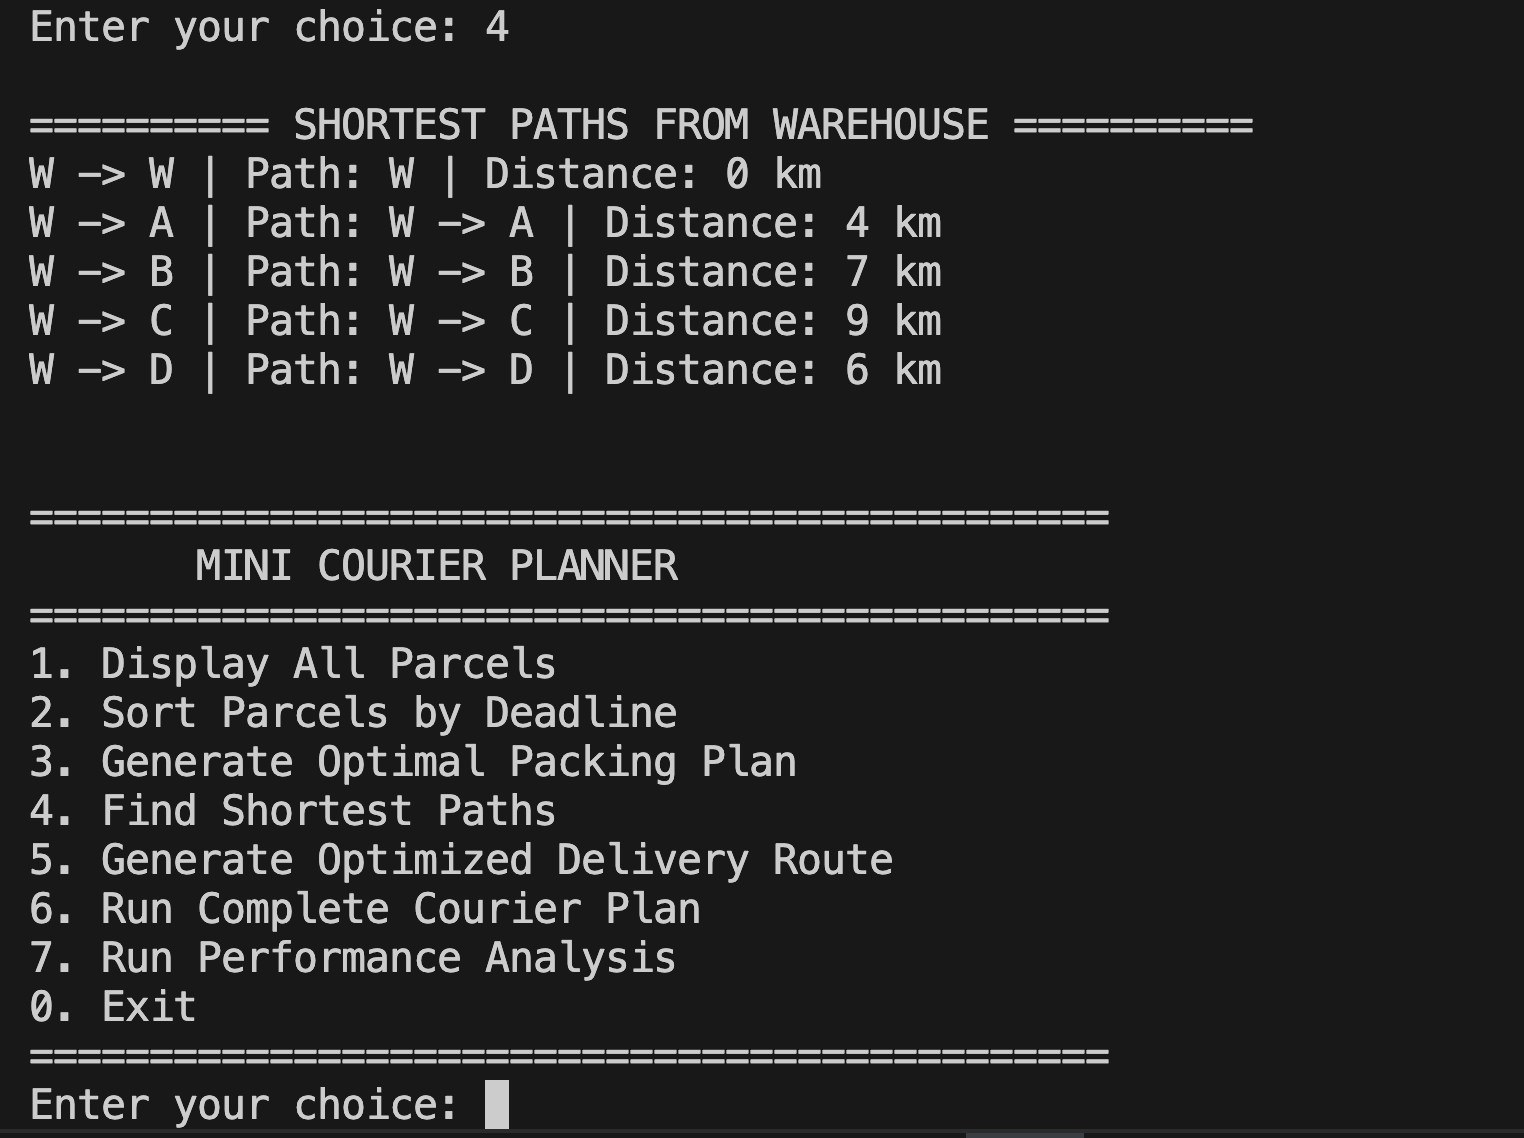 Enter your choice: 4
========== SHORTEST PATHS FROM WAREHOUSE ==========
W -> W | Path: W | Distance: 0 km
W -> A | Path: W -> A | Distance: 4 km
W -> B | Path: W -> B | Distance: 7 km
W -> C | Path: W -> C | Distance: 9 km
W -> D | Path: W -> D | Distance: 6 km
=============================================
MINI COURIER PLANNER
=============================================
1. Display All Parcels
2. Sort Parcels by Deadline
3. Generate Optimal Packing Plan
4. Find Shortest Paths
5. Generate Optimized Delivery Route
6. Run Complete Courier Plan
7. Run Performance Analysis
0. Exit
=============================================
Enter your choice: